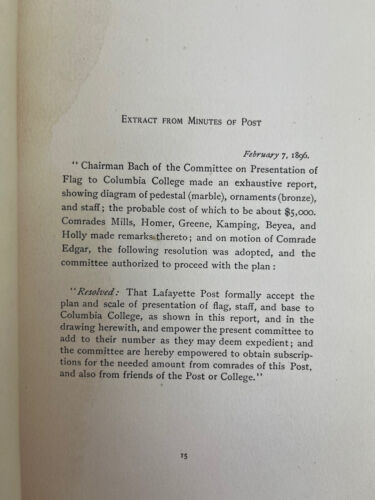 Extract from Minutes of Post
February 7, 1896.
"Chairman Bach of the Committee on Presentation of
Flag to Columbia College made an exhaustive report,
showing diagram of pedestal (marble), ornaments (bronze),
and staff; the probable cost of which to be about $5,000.
Comrades Mills, Homer, Greene, Kamping, Beyea, and
Holly made remarks thereto; and on motion of Comrade
Edgar, the following resolution was adopted, and the
committee authorized to proceed with the plan:
"Resolved: That Lafayette Post formally accept the
plan and scale of presentation of flag, staff, and base to
Columbia College, as shown in this report, and in the
drawing herewith, and empower the present committee to
add to their number as they may deem expedient; and
the committee are hereby empowered to obtain subscrip-
tions for the needed amount from comrades of this Post,
and also from friends of the Post or College."
15